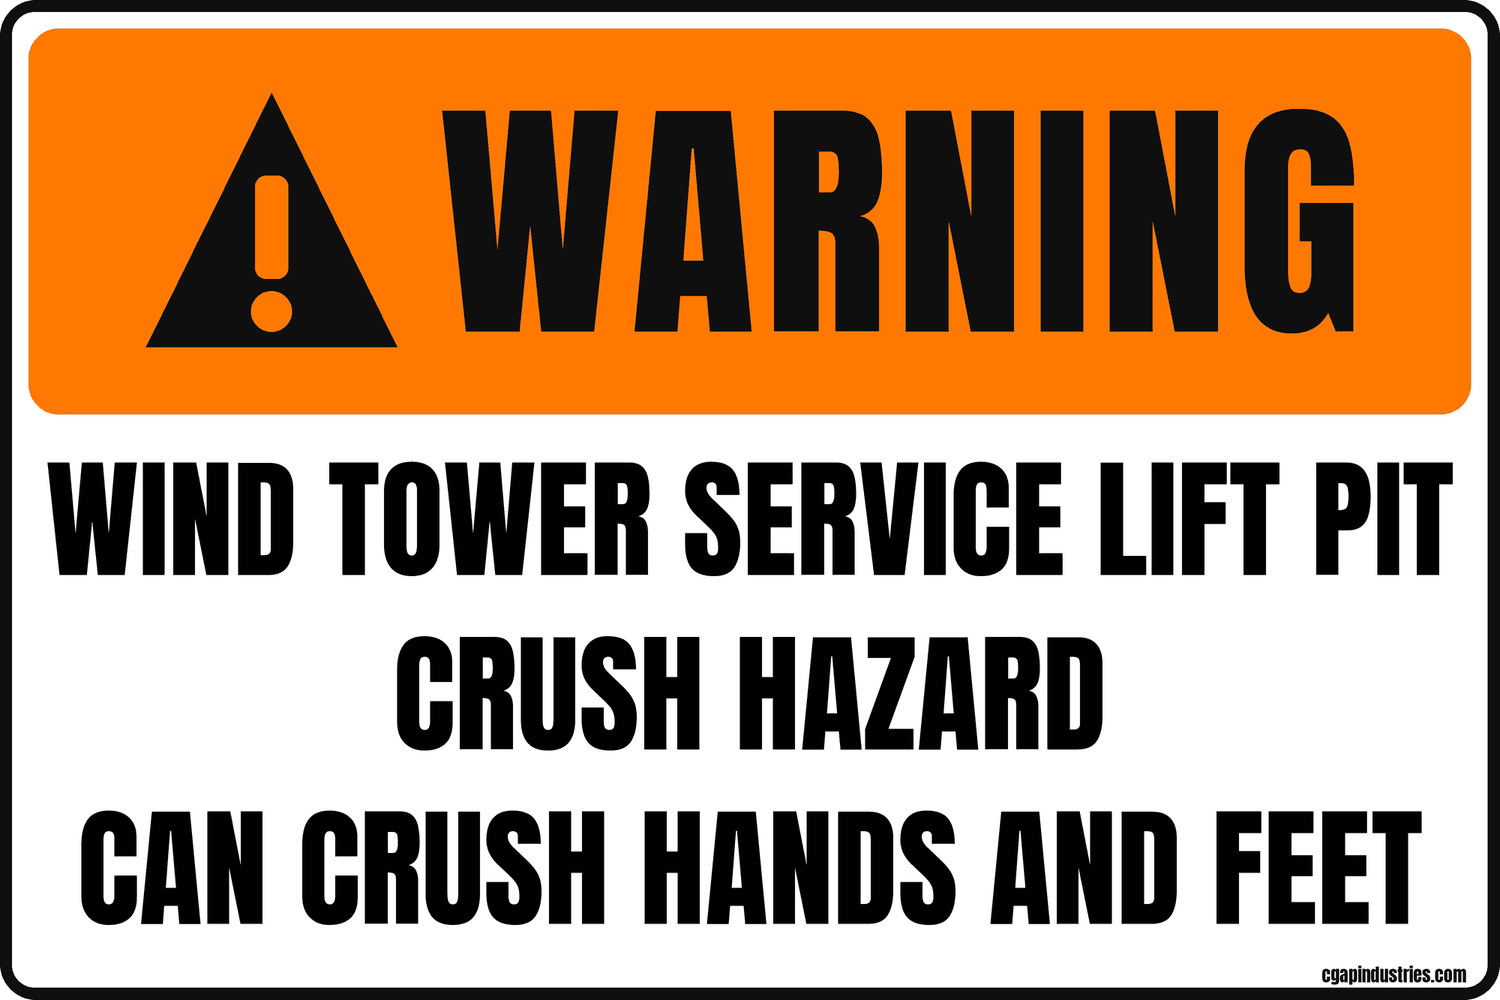 WARNING
WIND TOWER SERVICE LIFT PIT
CRUSH HAZARD
CAN CRUSH HANDS AND FEET
cgapindustries.com